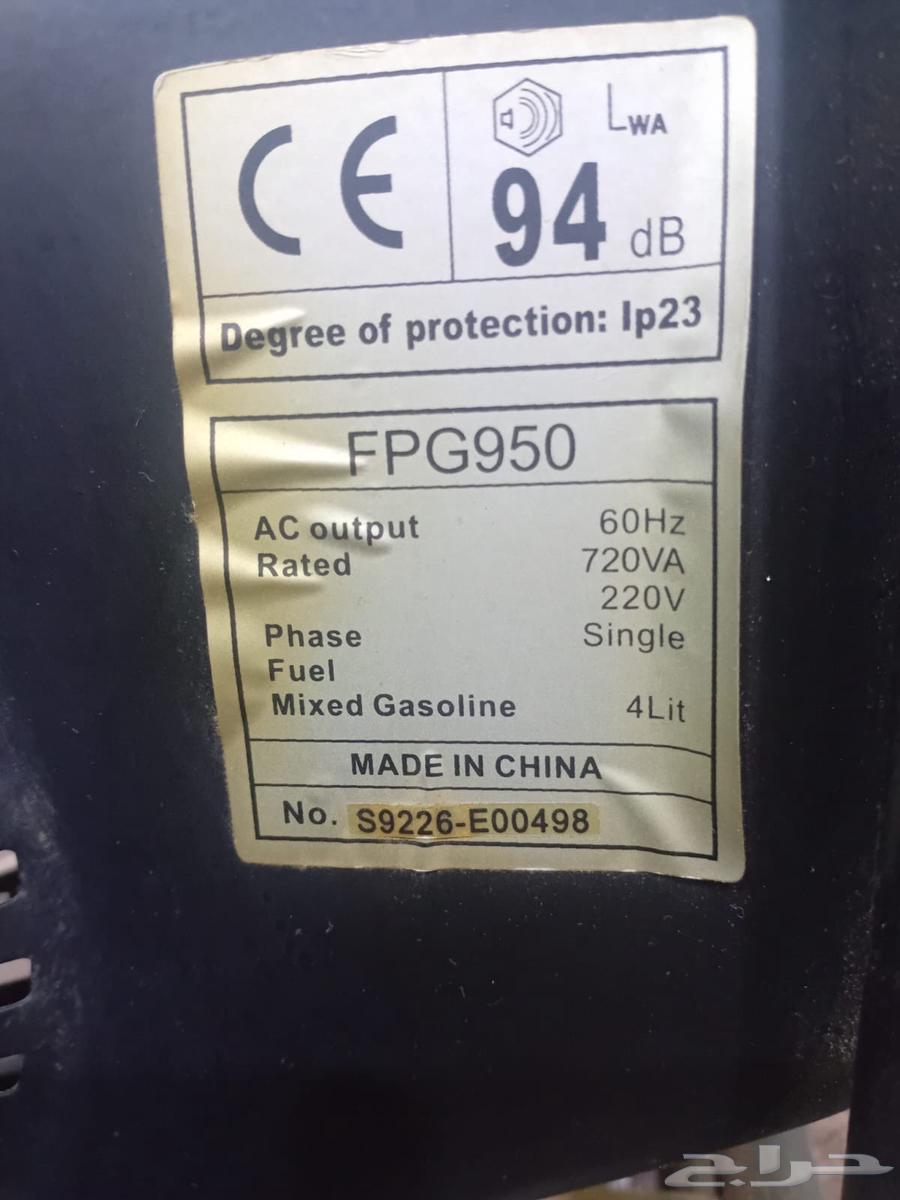 CE
LWA
94 dB
Degree of protection: Ip23
FPG950
AC output 60Hz
Rated 720VA
220V
Phase Single
Fuel
Mixed Gasoline 4Lit
MADE IN CHINA
No. S9226-E00498
حراج